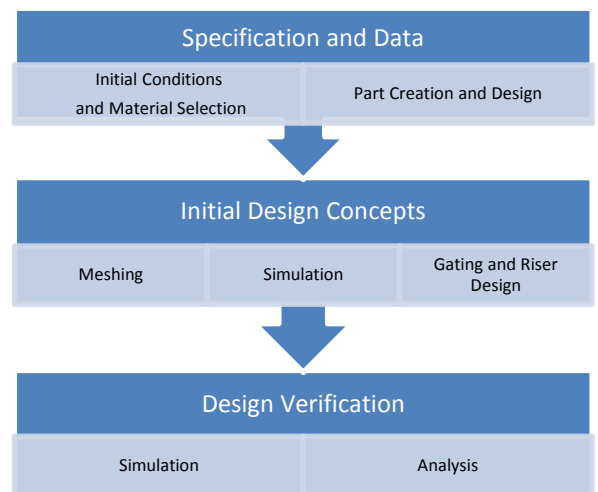 Specification and Data
Initial Conditions
and Material Selection
Part Creation and Design
Initial Design Concepts
Meshing
Simulation
Gating and Riser
Design
Design Verification
Simulation
Analysis